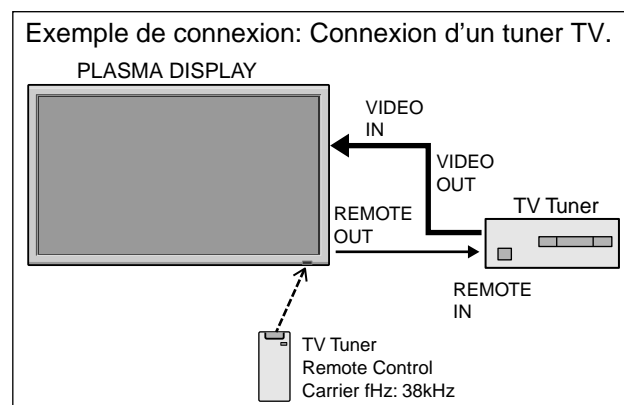 Exemple de connexion: Connexion d'un tuner TV.
PLASMA DISPLAY
VIDEO
IN
VIDEO
OUT
TV Tuner
REMOTE
OUT
REMOTE
IN
TV Tuner
Remote Control
Carrier fHz: 38kHz